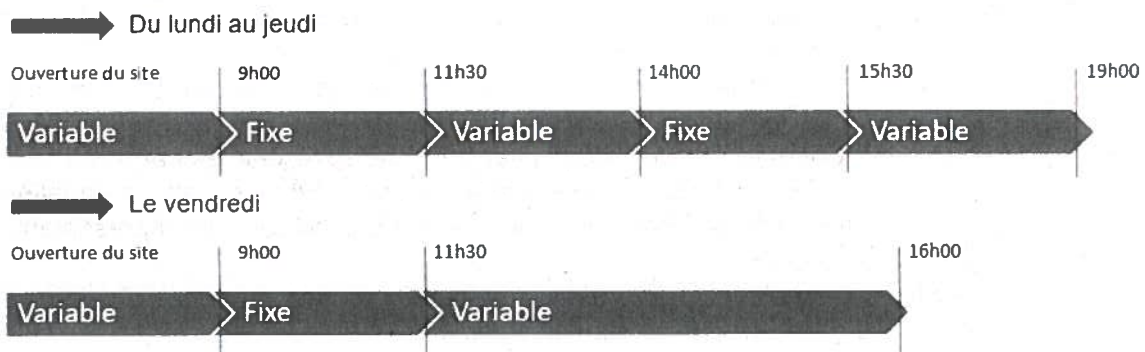 Du lundi au jeudi
Ouverture du site 9h00 11h30 14h00 15h30 19h00
Variable Fixe Variable Fixe Variable
Le vendredi
Ouverture du site 9h00 11h30 16h00
Variable Fixe Variable